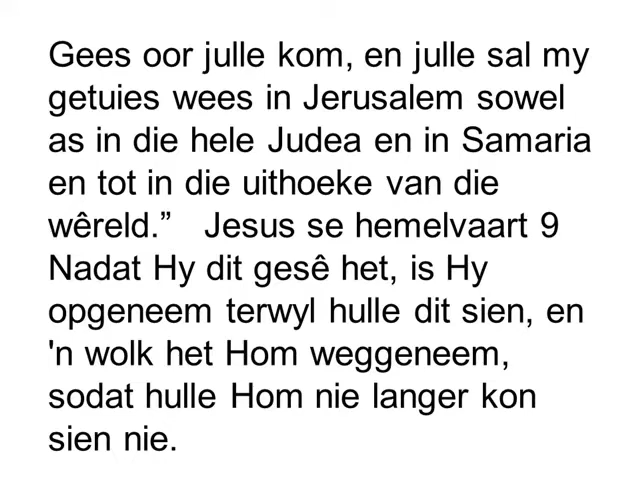 Gees oor julle kom, en julle sal my
getuies wees in Jerusalem sowel
as in die hele Judea en in Samaria
en tot in die uithoeke van die
wêreld.” Jesus se hemelvaart 9
Nadat Hy dit gesê het, is Hy
opgeneem terwyl hulle dit sien, en
'n wolk het Hom weggeneem,
sodat hulle Hom nie langer kon
sien nie.